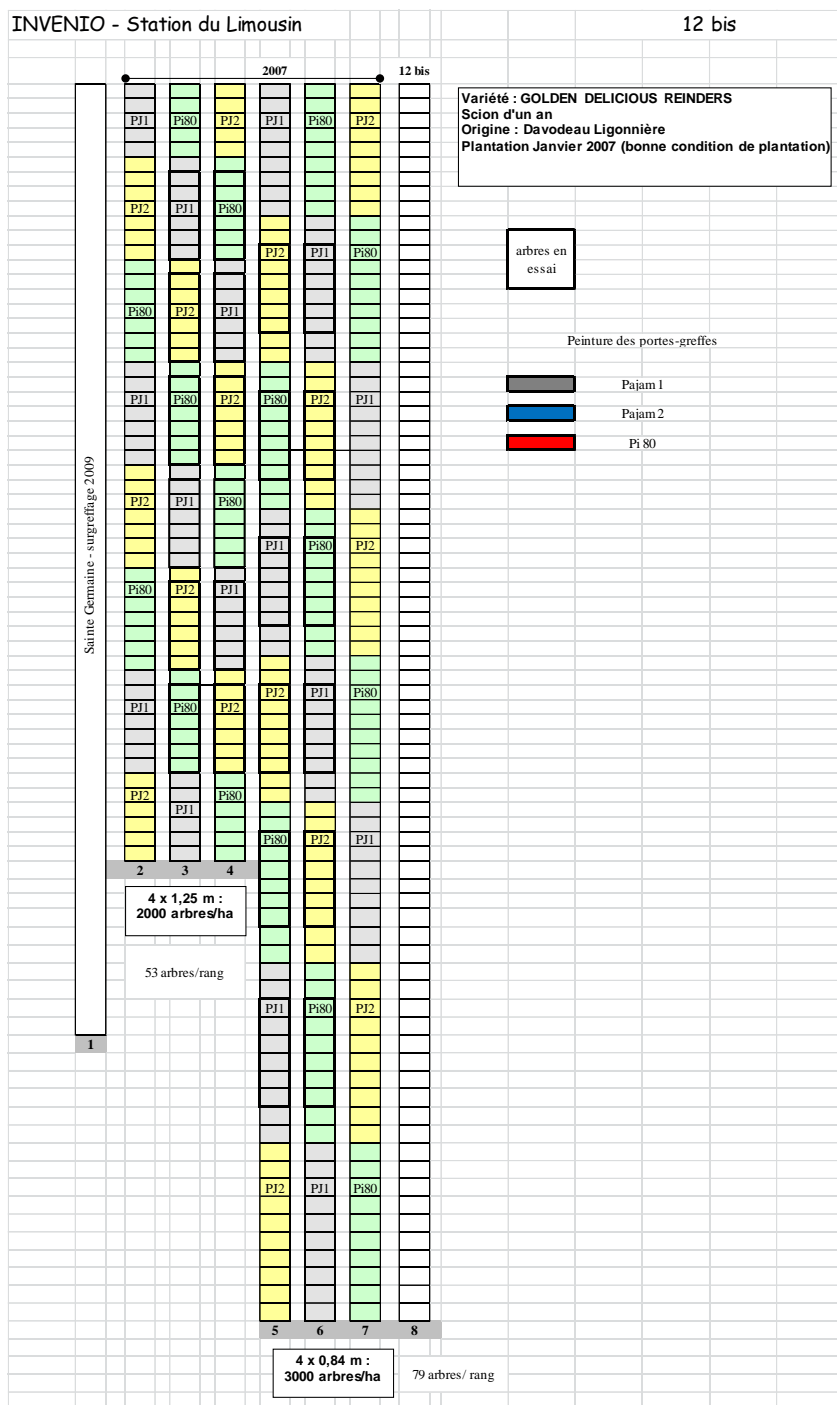 INVENIO - Station du Limousin 12 bis
2007 12 bis
Variété : GOLDEN DELICIOUS REINDERS
Scion d'un an
Origine : Davodeau Ligonnière
Plantation Janvier 2007 (bonne condition de plantation)
PJ1 Pi80 PJ2 PJ1 Pi80 PJ2
PJ2 PJ1 Pi80
PJ2 PJ1 Pi80
arbres en
essai
Pi80 PJ2 PJ1
Peinture des portes-greffes
Pajam 1
PJ1 Pi80 PJ2 Pi80 PJ2 PJ1
Pajam 2
Pi 80
Sainte Germaine - surgreffage 2009
PJ2 PJ1 Pi80
PJ1 Pi80 PJ2
Pi80 PJ2 PJ1
PJ2 PJ1 Pi80
PJ1 Pi80 PJ2
PJ2 Pi80
PJ1
Pi80 PJ2 PJ1
2 3 4
4 x 1,25 m :
2000 arbres/ha
53 arbres/rang
PJ1 Pi80 PJ2
1
PJ2 PJ1 Pi80
5 6 7 8
4 x 0,84 m :
3000 arbres/ha
79 arbres/ rang